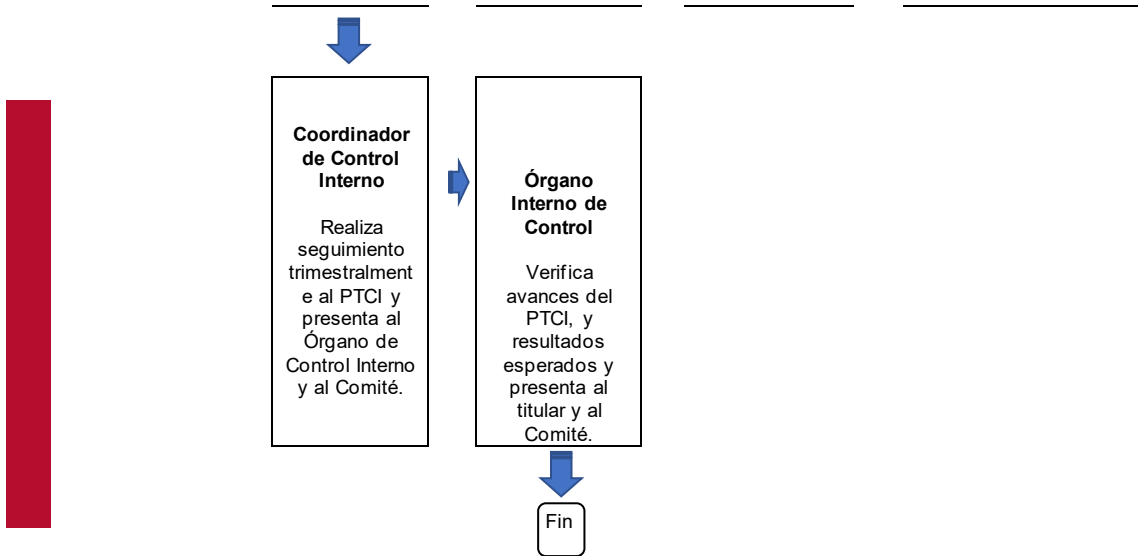 Coordinador
de Control
Interno
Realiza
seguimiento
trimestralment
e al PTCI y
presenta al
Órgano de
Control Interno
y al Comité.
Órgano
Interno de
Control
Verifica
avances del
PTCI, y
resultados
esperados y
presenta al
titular y al
Comité.
Fin